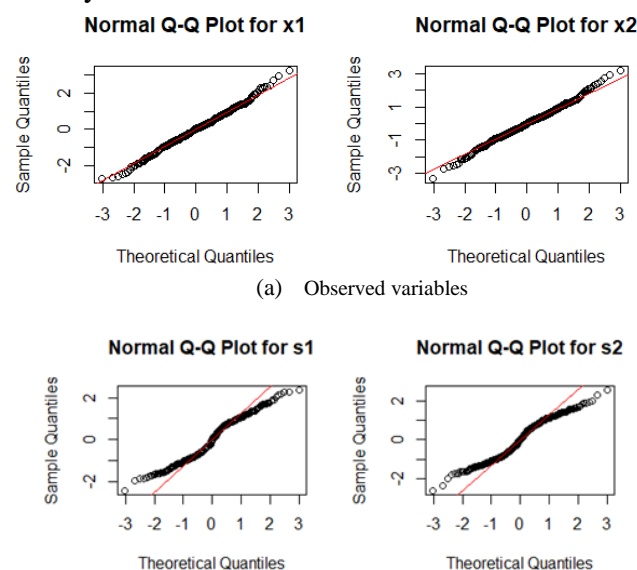 Normal Q-Q Plot for x1
Normal Q-Q Plot for x2
Sample Quantiles
2
0
-2
-3 -2 -1 0 1 2 3
Theoretical Quantiles
Sample Quantiles
3
1
-1
-3
-3 -2 -1 0 1 2 3
Theoretical Quantiles
(a) Observed variables
Normal Q-Q Plot for s1
Normal Q-Q Plot for s2
Sample Quantiles
2
0
-2
-3 -2 -1 0 1 2 3
Theoretical Quantiles
Sample Quantiles
2
0
-2
-3 -2 -1 0 1 2 3
Theoretical Quantiles